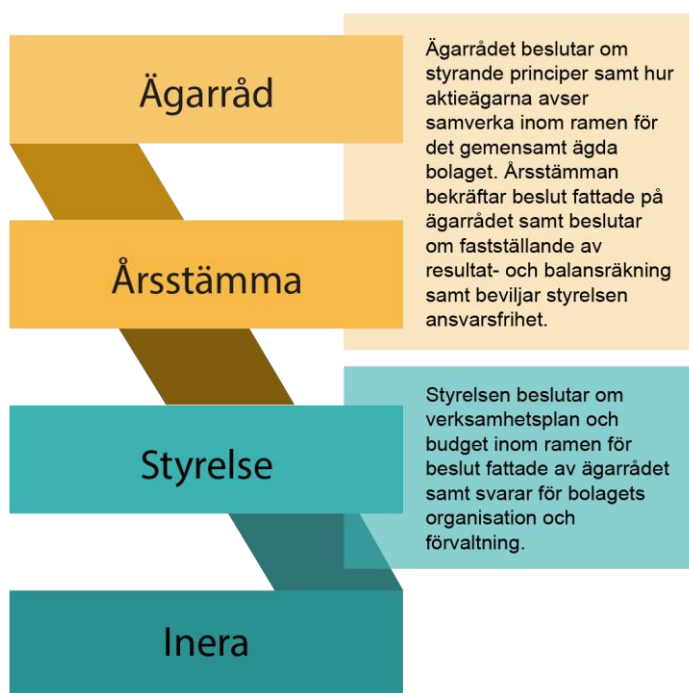 Ägarråd
Ägarrådet beslutar om
styrande principer samt hur
aktieägarna avser
samverka inom ramen för
det gemensamt ägda
bolaget. Årsstämman
bekräftar beslut fattade på
ägarrådet samt beslutar
om fastställande av
resultat- och balansräkning
samt beviljar styrelsen
ansvarsfrihet.
Årsstämma
Styrelse
Styrelsen beslutar om
verksamhetsplan och
budget inom ramen för
beslut fattade av ägarrådet
samt svarar för bolagets
organisation och
förvaltning.
Inera